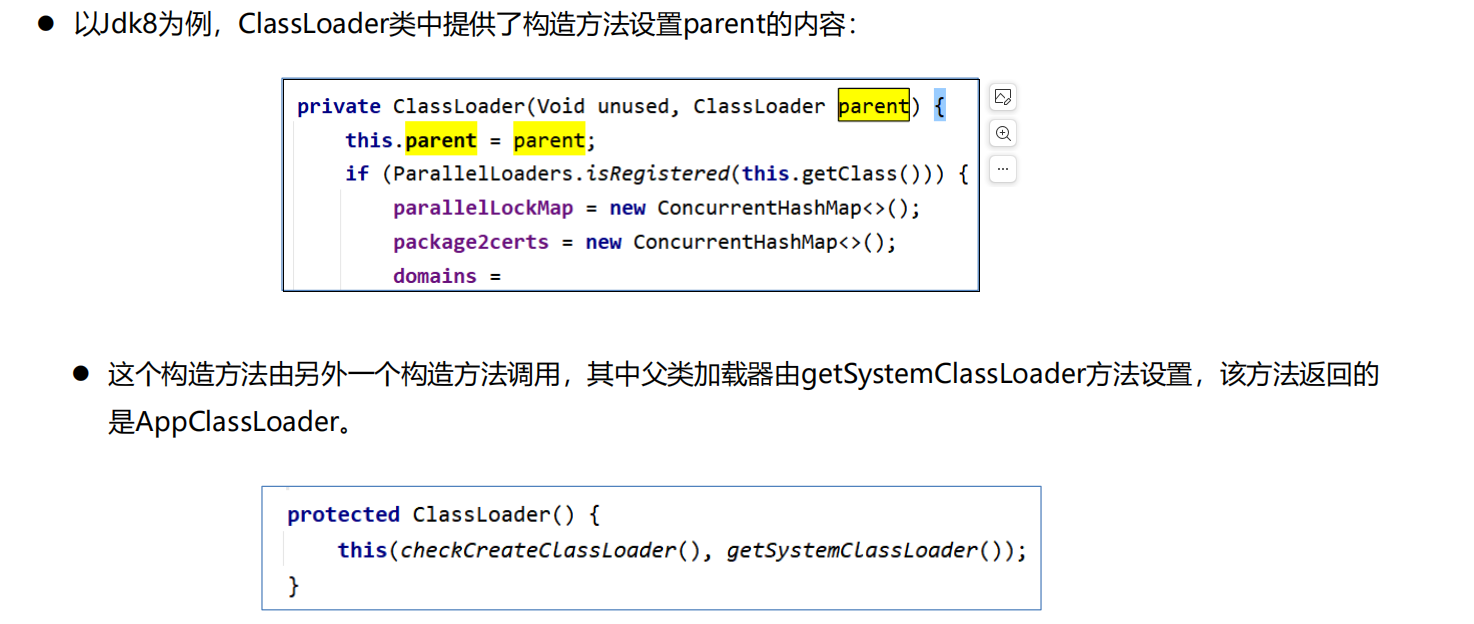 ● 以Jdk8为例，ClassLoader类中提供了构造方法设置parent的内容：
private ClassLoader(Void unused, ClassLoader parent) {
this.parent = parent;
if (ParallelLoaders.isRegistered(this.getClass())) {
parallelLockMap = new ConcurrentHashMap<>();
package2certs = new ConcurrentHashMap<>();
domains =
● 这个构造方法由另外一个构造方法调用，其中父类加载器由getSystemClassLoader方法设置，该方法返回的
是AppClassLoader。
protected ClassLoader() {
this(checkCreateClassLoader(), getSystemClassLoader());
}